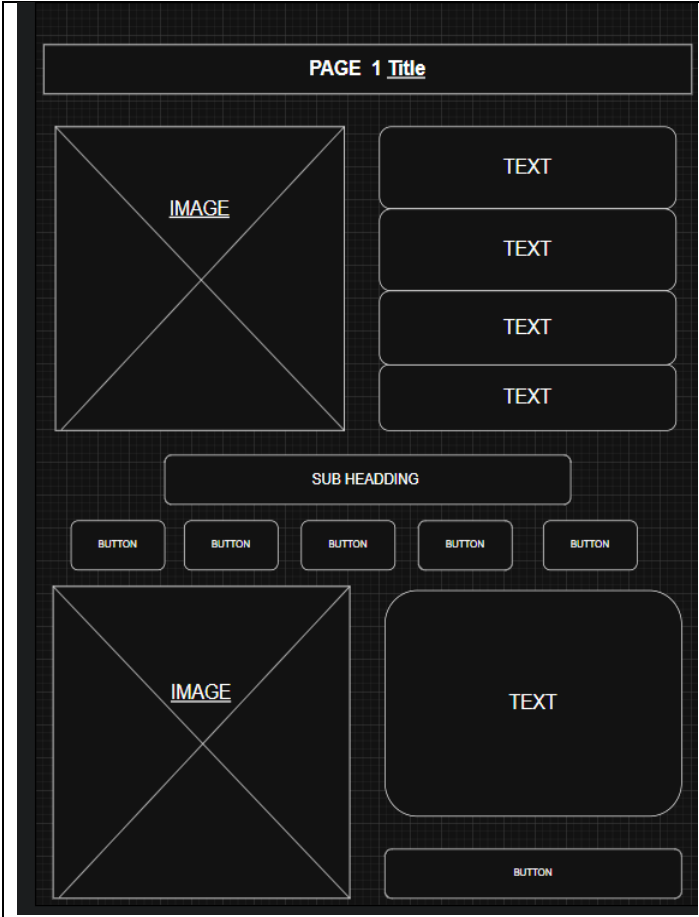 PAGE 1 Title
IMAGE
TEXT
TEXT
TEXT
TEXT
SUB HEADDING
BUTTON BUTTON BUTTON BUTTON BUTTON
IMAGE
TEXT
BUTTON